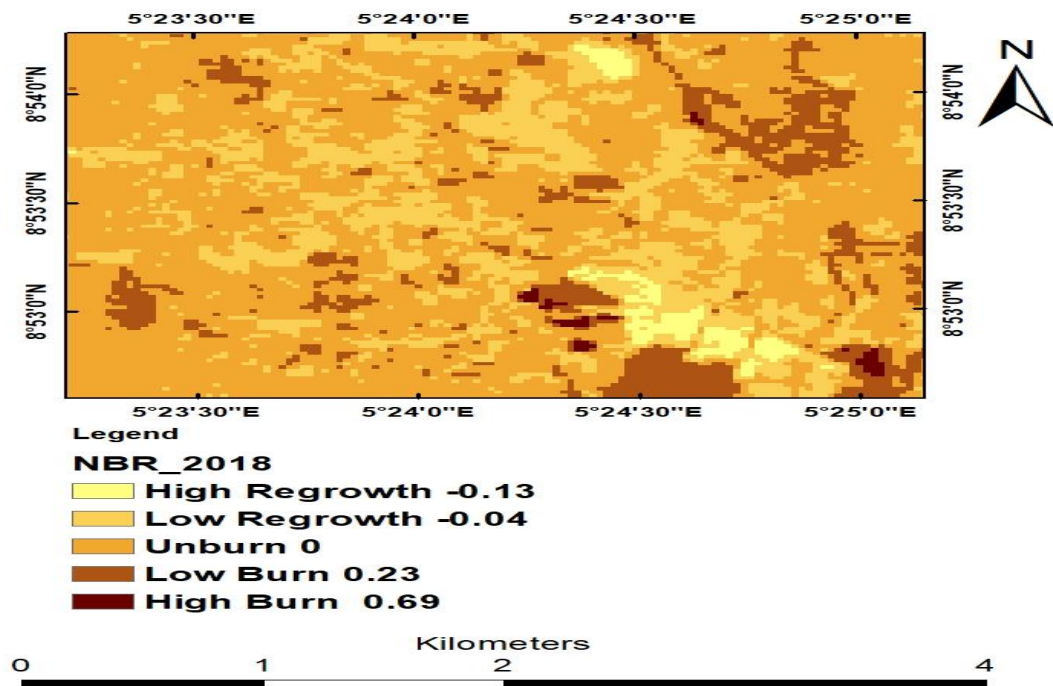 5°23'30"E 5°24'0"E 5°24'30"E 5°25'0"E
N
8°54'0"N 8°54'0"N
8°53'30"N 8°53'30"N
8°53'0"N 8°53'0"N
5°23'30"E 5°24'0"E 5°24'30"E 5°25'0"E
Legend
NBR_2018
High Regrowth -0.13
Low Regrowth -0.04
Unburn 0
Low Burn 0.23
High Burn 0.69
Kilometers
0 1 2 4